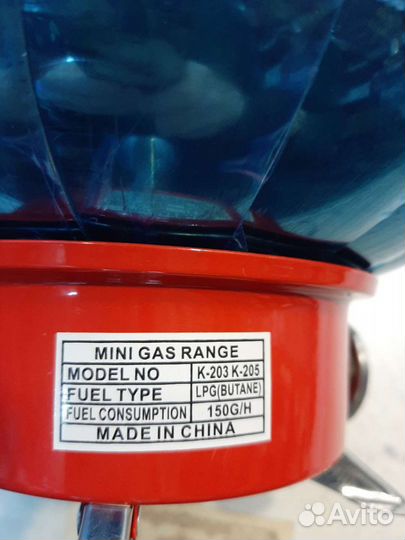 MINI GAS RANGE
MODEL NO K-203 K-205
FUEL TYPE LPG(BUTANE)
FUEL CONSUMPTION 150G/H
MADE IN CHINA
Avito